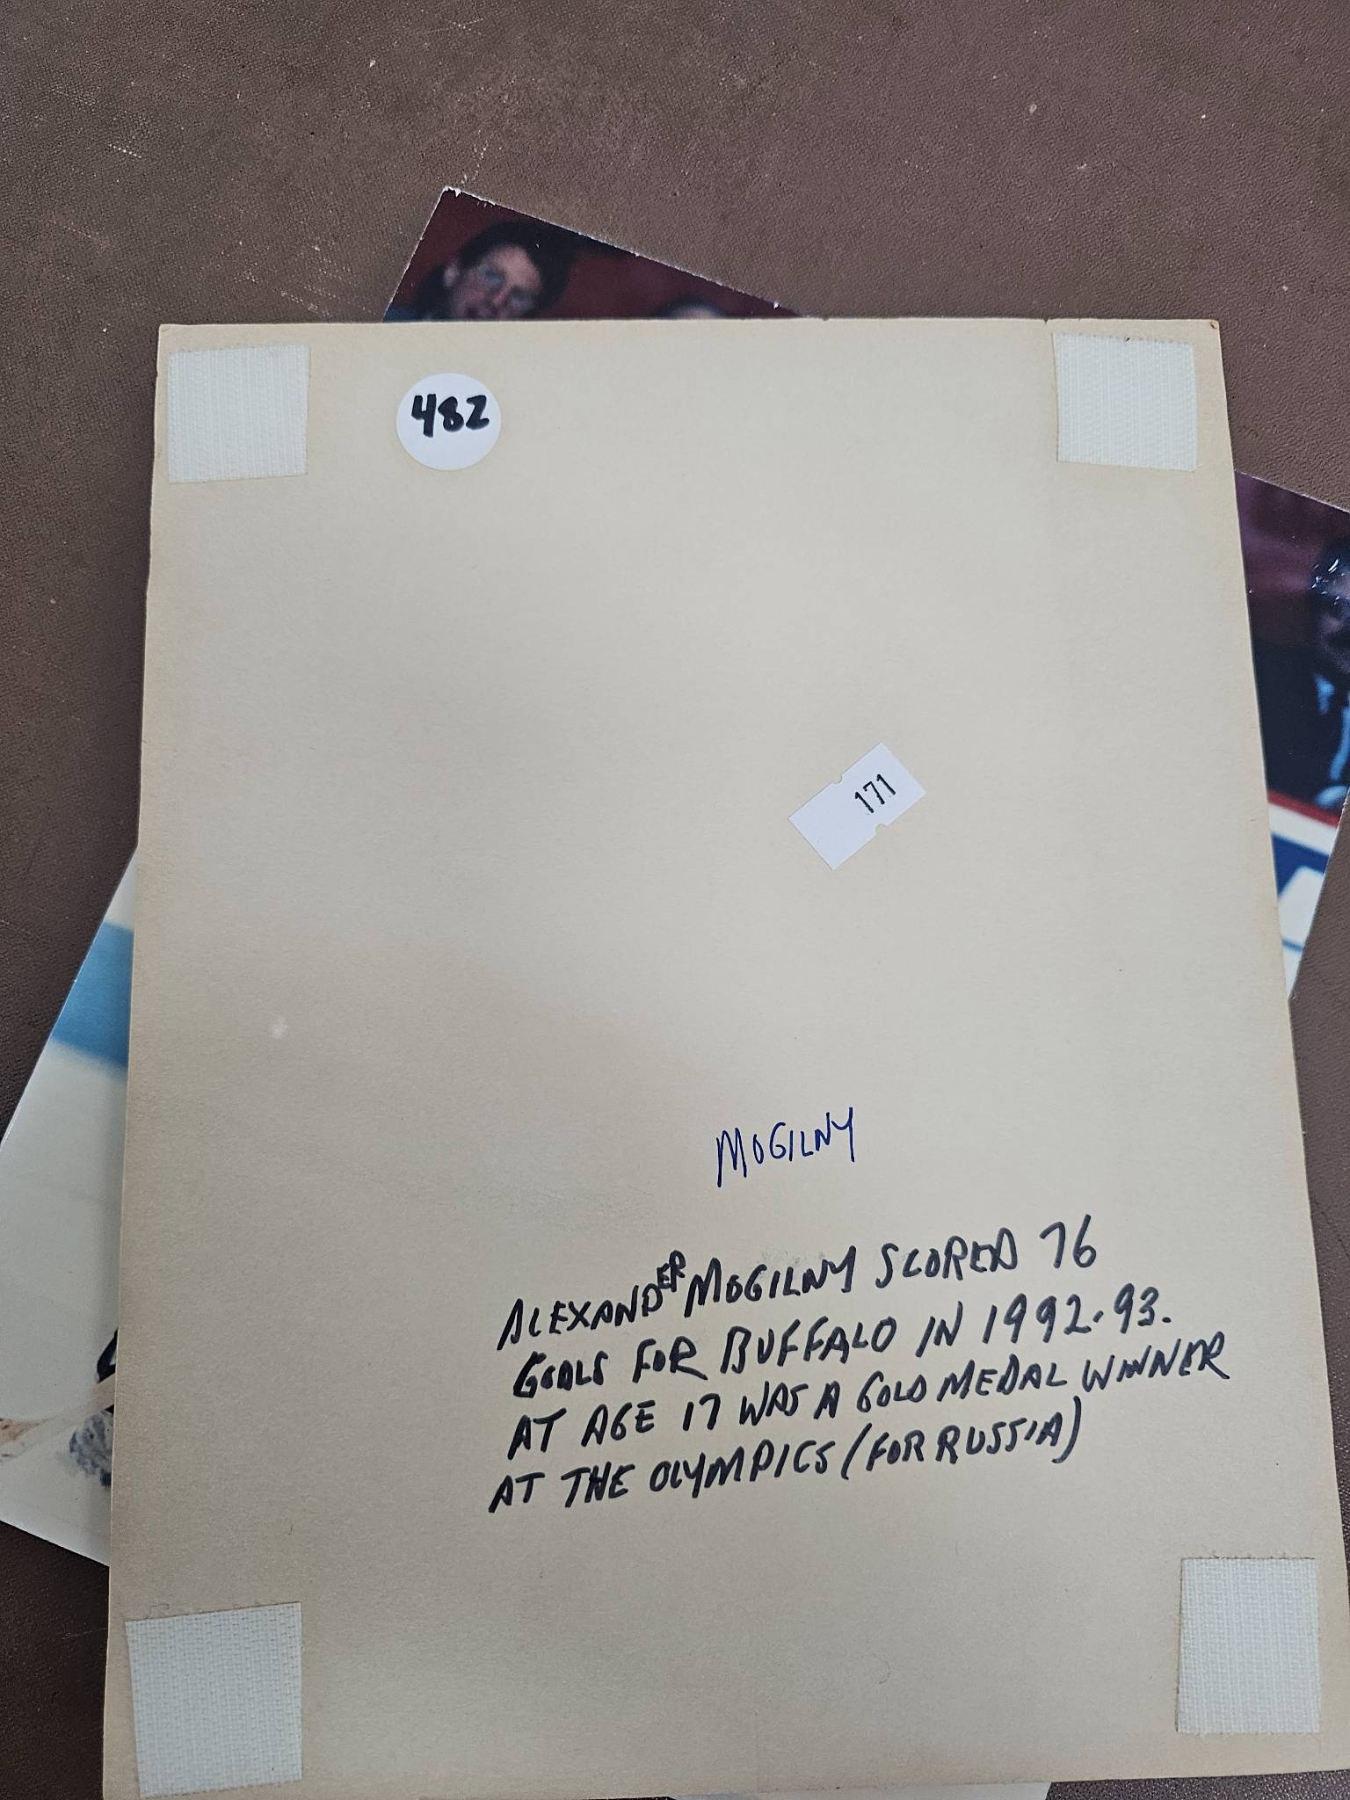 482
171
MOGILNY
ALEXANDER MOGILNY SCORED 76
GOALS FOR BUFFALO IN 1992-93.
AT AGE 17 WAS A GOLD MEDAL WINNER
AT THE OLYMPICS (FOR RUSSIA)